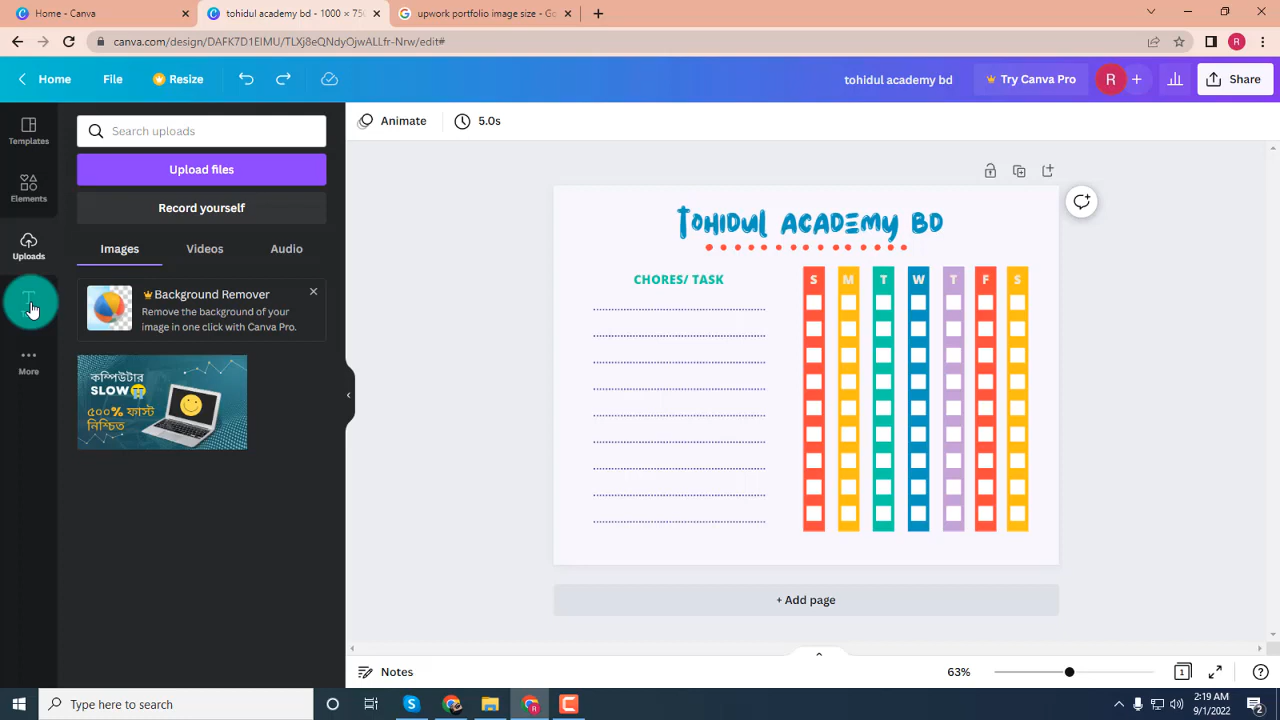 Home - Canva
tohidul academy bd - 1000 × 750
upwork portfolio image size - Go
canva.com/design/DAFK7D1EIMU/TLXj8eQNdyOjwALLfr-Nrw/edit#
R
Home
File
Resize
tohidul academy bd
Try Canva Pro
R
Share
Templates
Elements
Uploads
More
Search uploads
Upload files
Record yourself
Images
Videos
Audio
Background Remover
Remove the background of your
image in one click with Canva Pro.
কম্পিউটার
SLOW
৫০০% ফাস্ট
নিশ্চিত
Animate
5.0s
TOHIDUL ACADEMY BD
CHORES/ TASK
S M T W T F S
+ Add page
Notes
63%
1
Type here to search
2:19 AM
9/1/2022
2